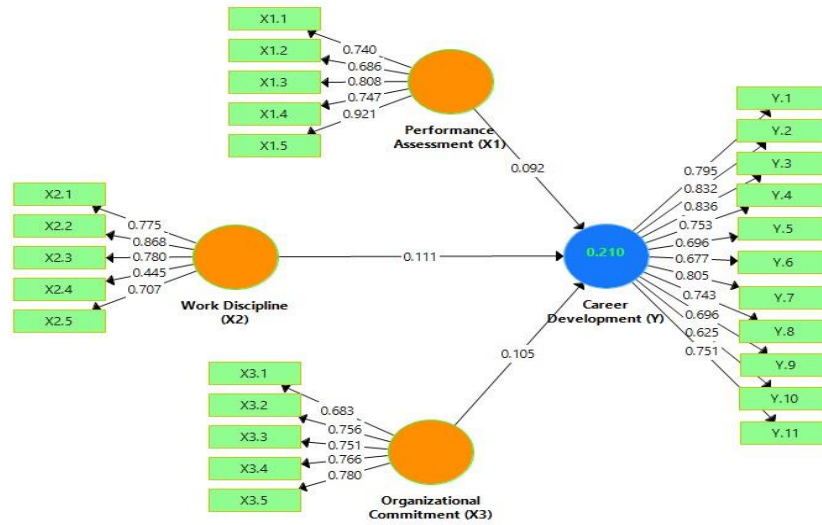 X1.1
X1.2
X1.3
X1.4
X1.5
0.740
0.686
0.808
0.747
0.921
Performance
Assessment (X1)
0.092
X2.1
X2.2
X2.3
X2.4
X2.5
0.775
0.868
0.780
0.445
0.707
Work Discipline
(X2)
0.111
X3.1
X3.2
X3.3
X3.4
X3.5
0.683
0.756
0.751
0.766
0.780
Organizational
Commitment (X3)
0.105
0.210
Career
Development (Y)
0.795
0.832
0.836
0.753
0.696
0.677
0.805
0.743
0.696
0.625
0.751
Y.1
Y.2
Y.3
Y.4
Y.5
Y.6
Y.7
Y.8
Y.9
Y.10
Y.11